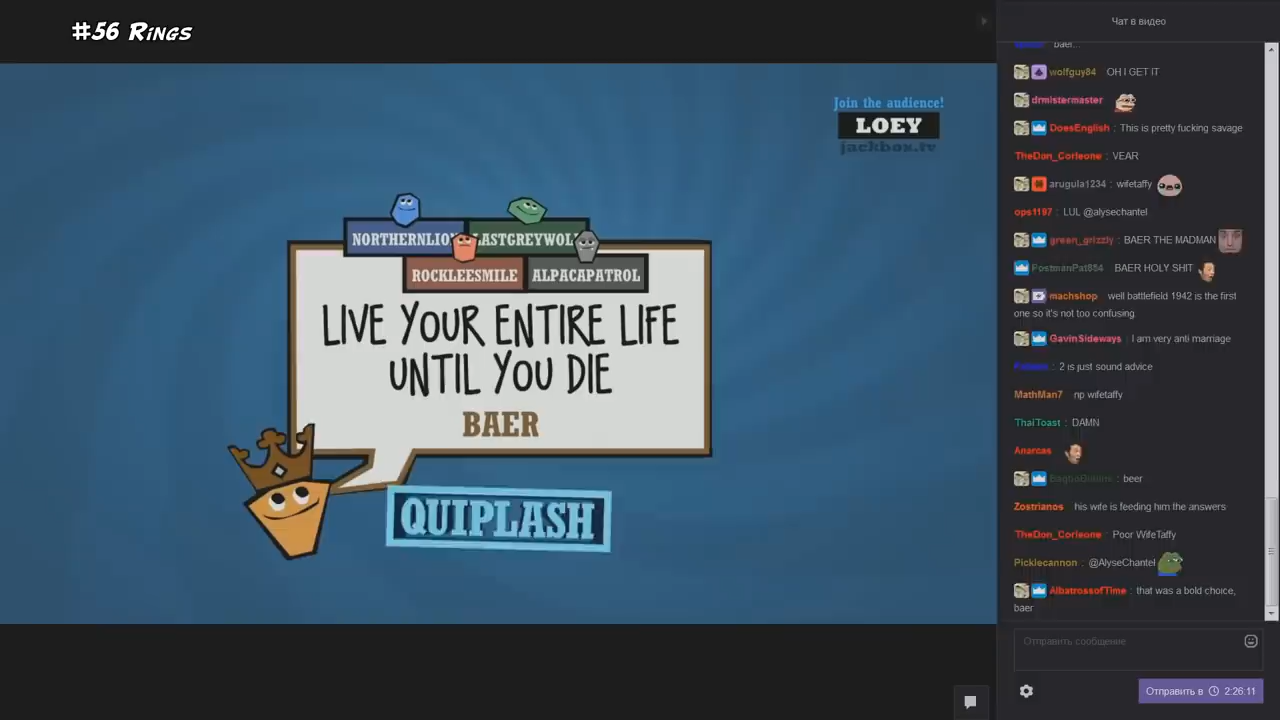 #56 Rings
Join the audience!
LOEY
jackbox.tv
NORTHERNLION
LASTGREYWOLF
ROCKLEESMILE
ALPACAPATROL
LIVE YOUR ENTIRE LIFE
UNTIL YOU DIE
BAER
QUIPLASH
Чат в видео
baer...
wolfguy84 OH I GET IT
drmistermaster
DoesEnglish : This is pretty fucking savage
TheDon_Corleone : VEAR
arugula1234 : wifetaffy
ops1197 : LUL @alysechantel
green_grizzly : BAER THE MADMAN
PostmanPat854 BAER HOLY SHIT
machshop : well battlefield 1942 is the first
one so it's not too confusing
GavinSideways : I am very anti marriage
: 2 is just sound advice
MathMan7 np wifetaffy
ThaiToast : DAMN
Anarcas
: beer
Zostrianos his wife is feeding him the answers
TheDon_Corleone : Poor WifeTaffy
Picklecannon : @AlyseChantel
AlbatrossofTime : that was a bold choice,
baer
Отправить сообщение
Отправить в 2:26:11